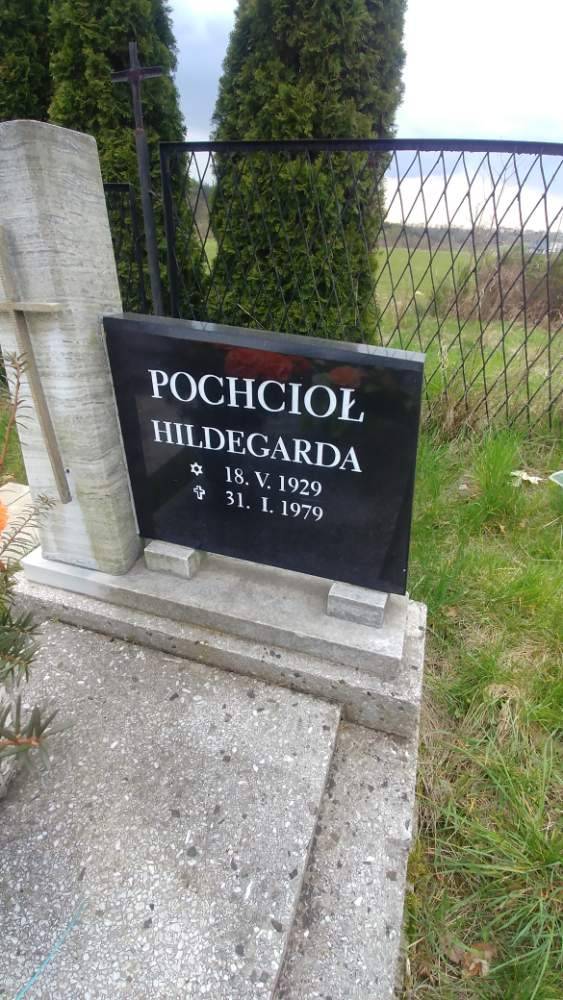 POCHCIOŁ
HILDEGARDA
✡ 18. V. 1929
✞ 31. I. 1979